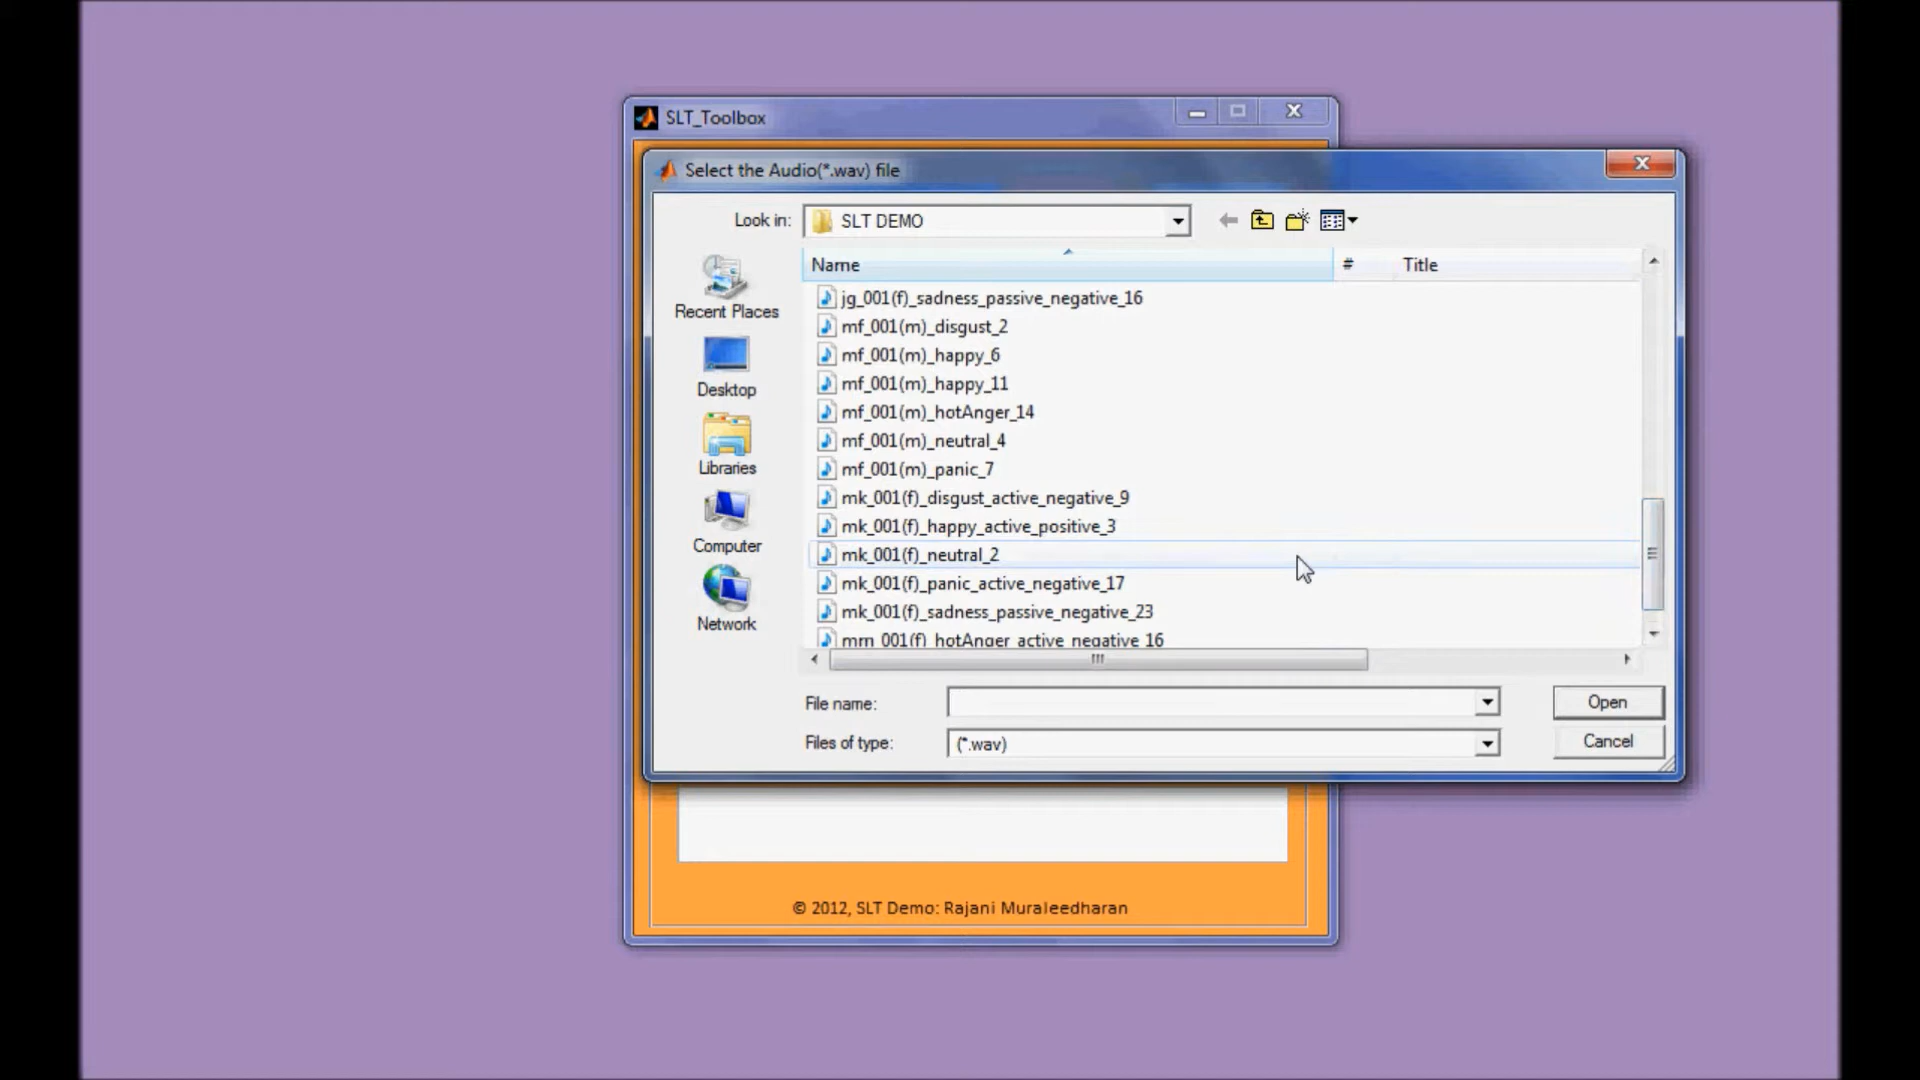 SLT_Toolbox
Select the Audio(*.wav) file
Look in:
SLT DEMO
Name
#
Title
Recent Places
Desktop
Libraries
Computer
Network
jg_001(f)_sadness_passive_negative_16
mf_001(m)_disgust_2
mf_001(m)_happy_6
mf_001(m)_happy_11
mf_001(m)_hotAnger_14
mf_001(m)_neutral_4
mf_001(m)_panic_7
mk_001(f)_disgust_active_negative_9
mk_001(f)_happy_active_positive_3
mk_001(f)_neutral_2
mk_001(f)_panic_active_negative_17
mk_001(f)_sadness_passive_negative_23
mm_001(f)_hotAnger_active_negative_16
File name:
Open
Files of type:
(*.wav)
Cancel
© 2012, SLT Demo: Rajani Muraleedharan